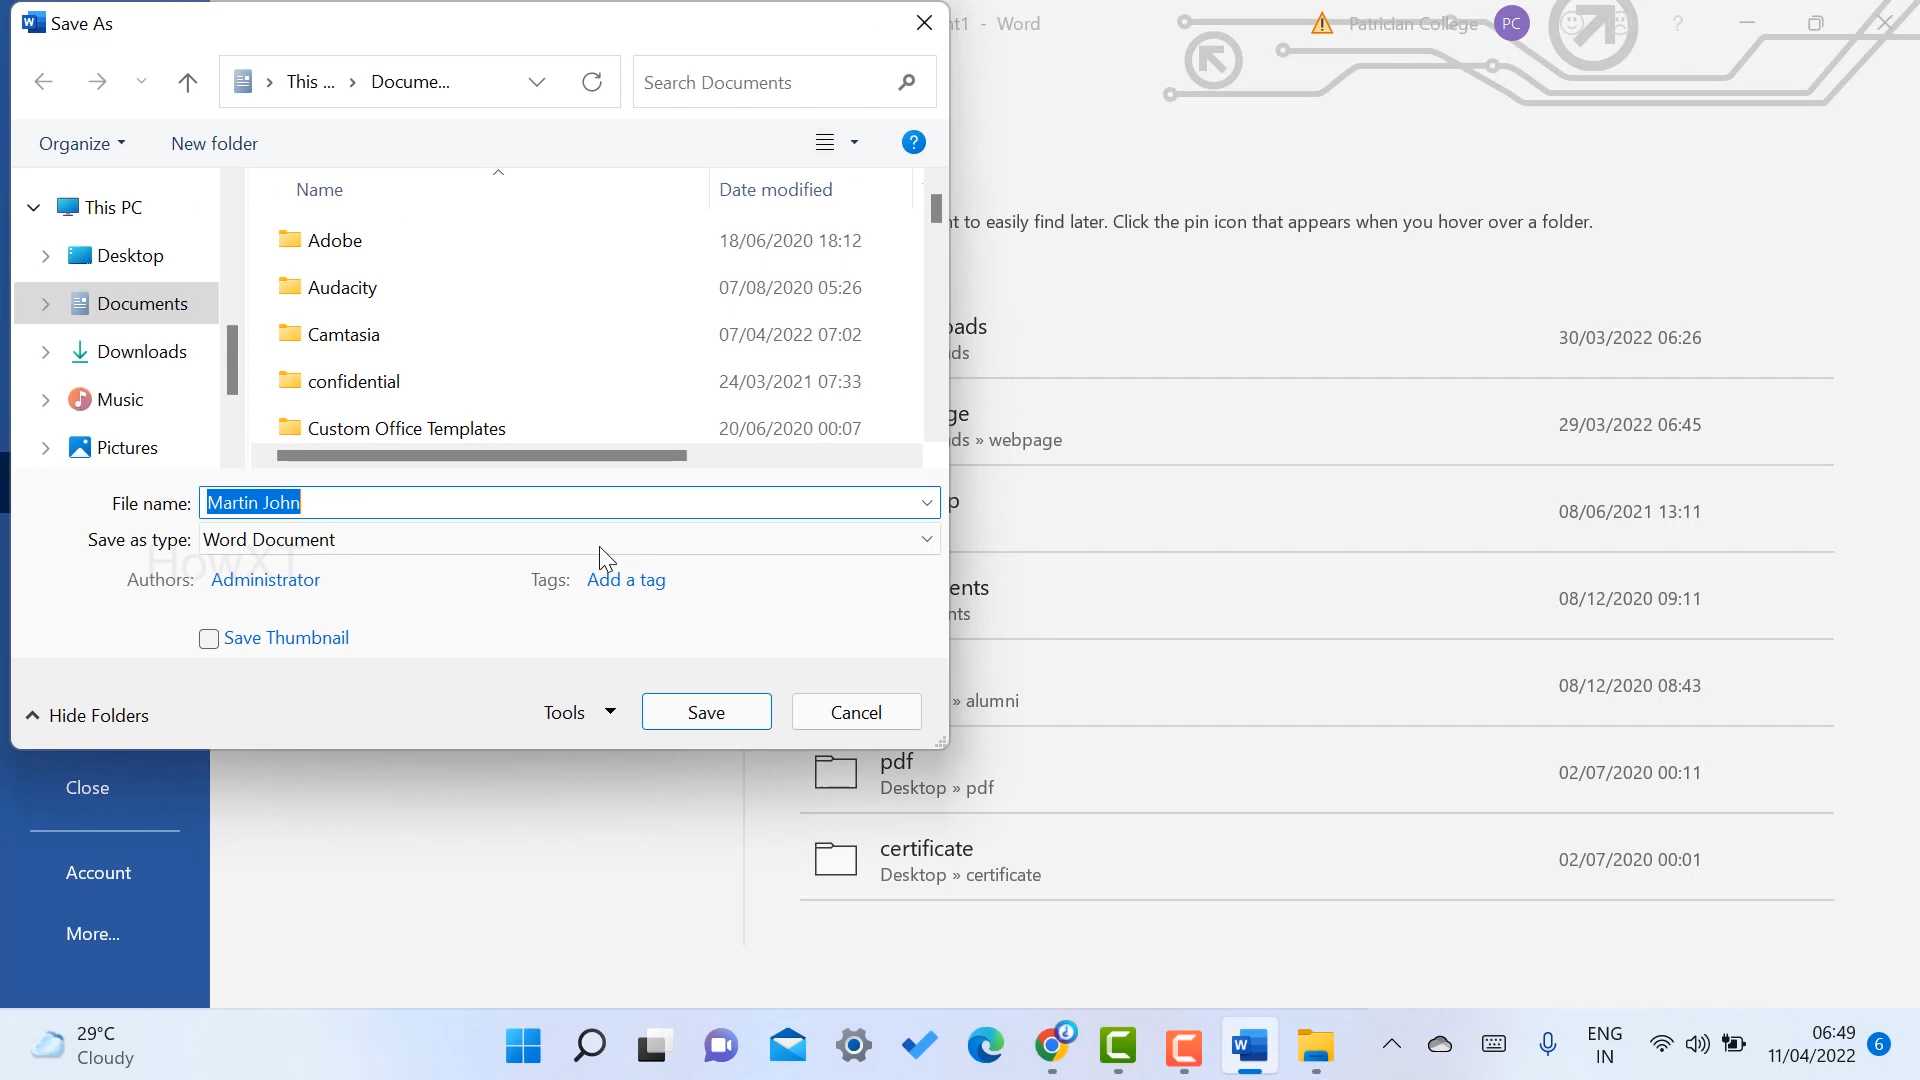 Save As
nt1 - Word
Patrician College
PC
This ...
Docume...
Search Documents
Organize
New folder
Name
Date modified
This PC
Desktop
Documents
Downloads
Music
Pictures
Adobe 18/06/2020 18:12
Audacity 07/08/2020 05:26
Camtasia 07/04/2022 07:02
confidential 24/03/2021 07:33
Custom Office Templates 20/06/2020 00:07
to easily find later. Click the pin icon that appears when you hover over a folder.
oads
ds
30/03/2022 06:26
ge
ds » webpage
29/03/2022 06:45
p
08/06/2021 13:11
ents
nts
08/12/2020 09:11
» alumni
08/12/2020 08:43
pdf
Desktop » pdf
02/07/2020 00:11
certificate
Desktop » certificate
02/07/2020 00:01
File name: Martin John
Save as type: Word Document
HowXT
Authors: Administrator
Tags: Add a tag
Save Thumbnail
Hide Folders
Tools
Save
Cancel
Close
Account
More...
29°C
Cloudy
ENG
IN
06:49
11/04/2022
6